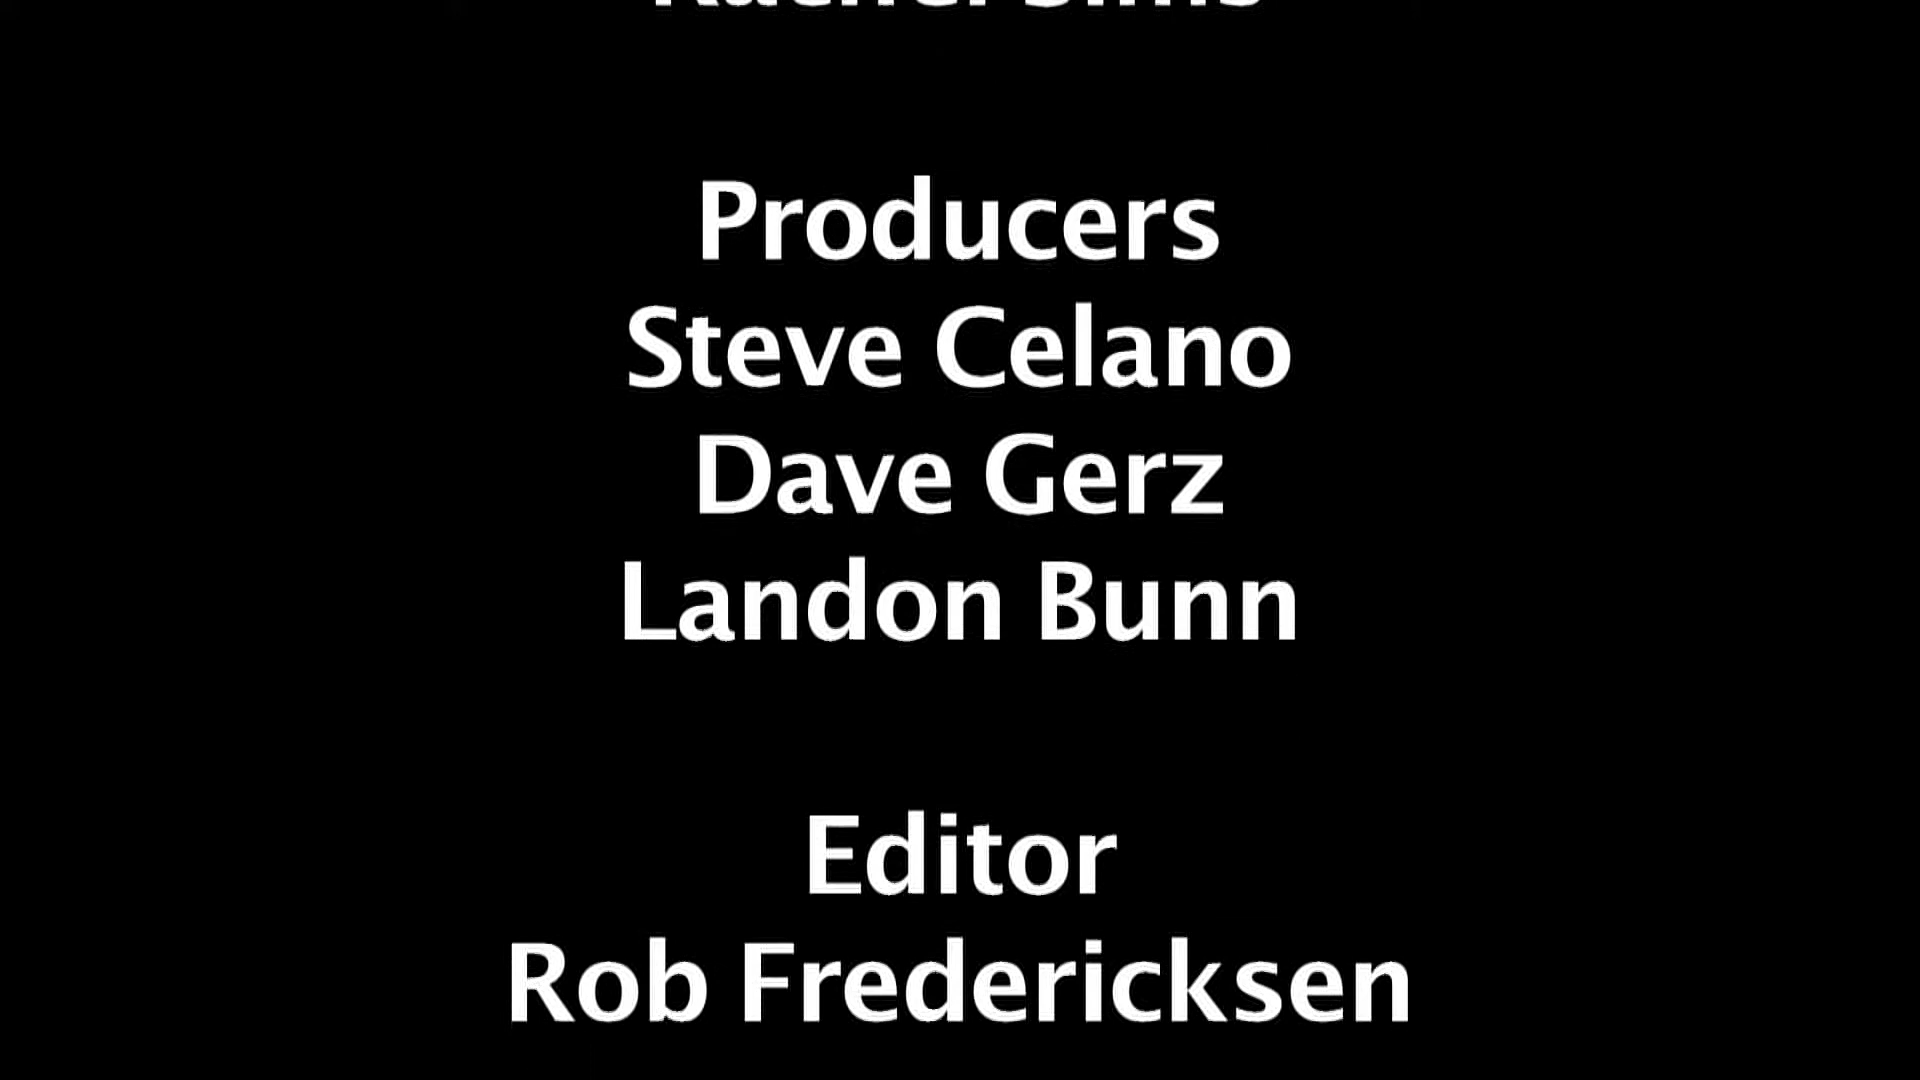 Producers
Steve Celano
Dave Gerz
Landon Bunn
Editor
Rob Fredericksen